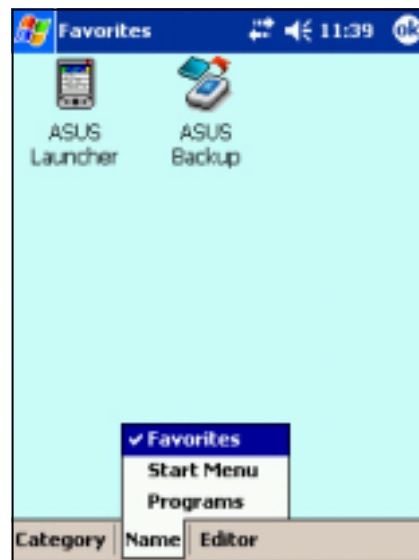 Favorites 11:39 ok
ASUS Launcher
ASUS Backup
✓ Favorites
Start Menu
Programs
Category Name Editor